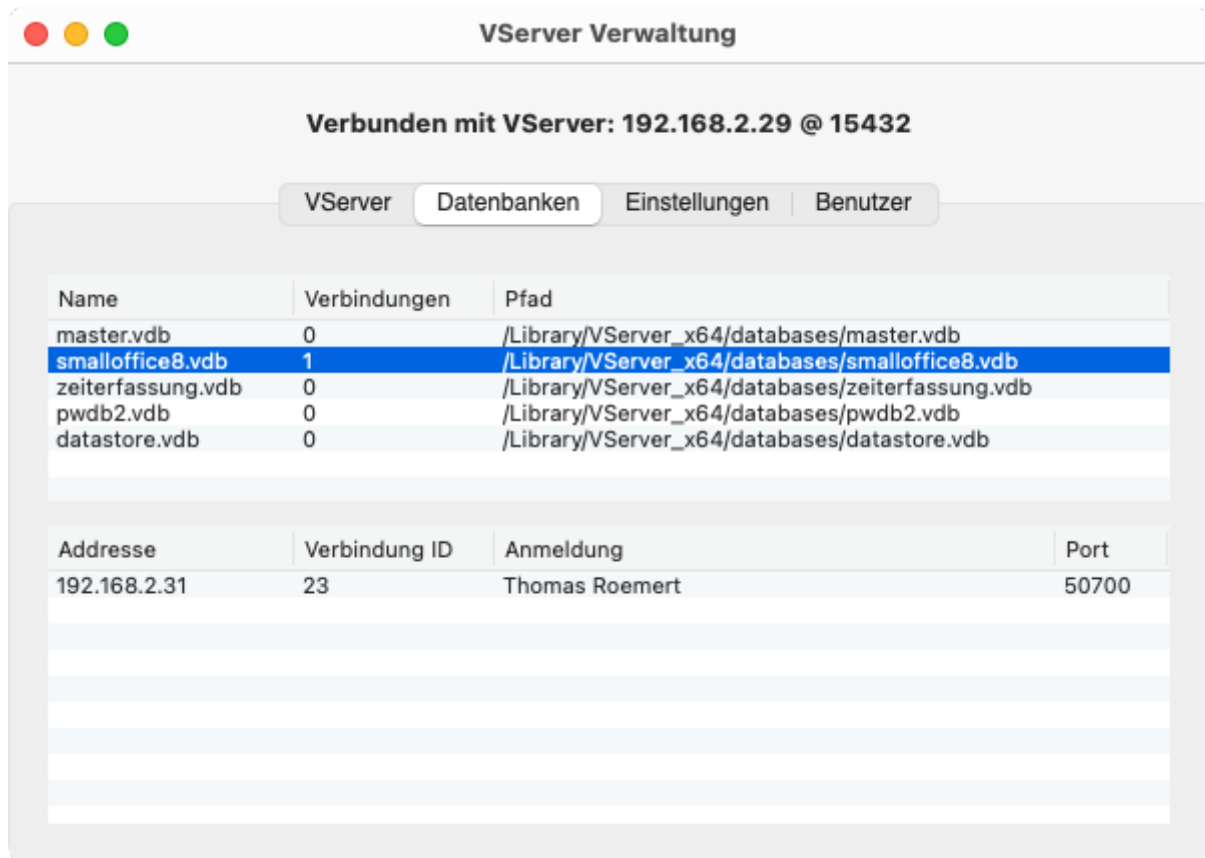 VServer Verwaltung
Verbunden mit VServer: 192.168.2.29 @ 15432
VServer Datenbanken Einstellungen Benutzer
Name Verbindungen Pfad
master.vdb 0 /Library/VServer_x64/databases/master.vdb
smalloffice8.vdb 1 /Library/VServer_x64/databases/smalloffice8.vdb
zeiterfassung.vdb 0 /Library/VServer_x64/databases/zeiterfassung.vdb
pwdb2.vdb 0 /Library/VServer_x64/databases/pwdb2.vdb
datastore.vdb 0 /Library/VServer_x64/databases/datastore.vdb
Addresse Verbindung ID Anmeldung Port
192.168.2.31 23 Thomas Roemert 50700